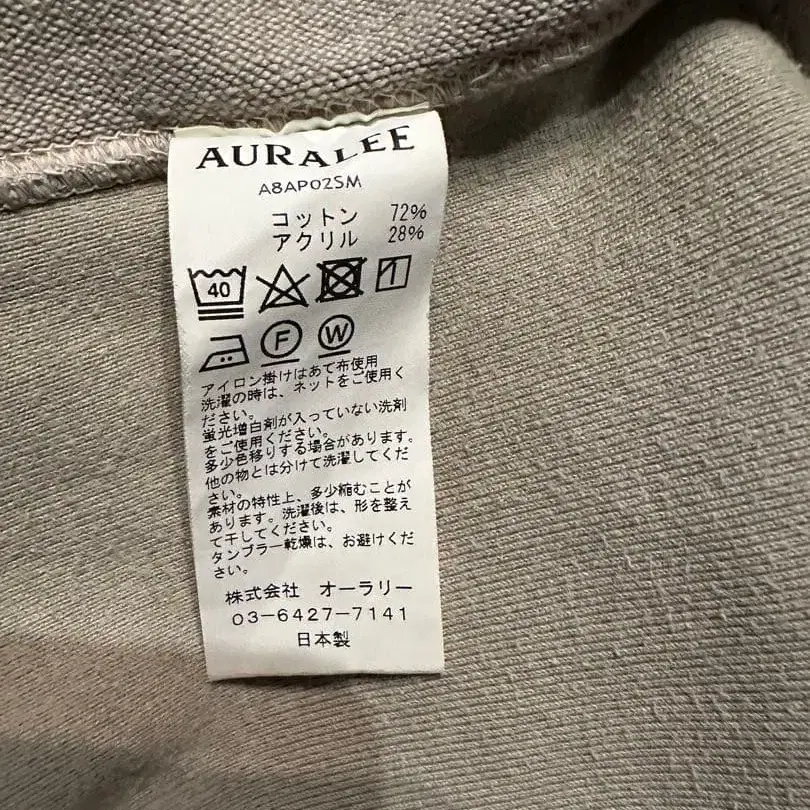 AURALEE
A8AP02SM
コットン 72%
アクリル 28%
40
F W
アイロン掛けはあて布使用
洗濯の時は、ネットをご使用く
ださい。
蛍光増白剤が入っていない洗剤
をご使用ください。
多少色移りする場合があります。
他の物とは分けて洗濯してくだ
さい。
素材の特性上、多少縮むことが
あります。洗濯後は、形を整え
て干してください。
タンブラー乾燥は、お避けくだ
さい。
株式会社 オーラリー
03-6427-7141
日本製